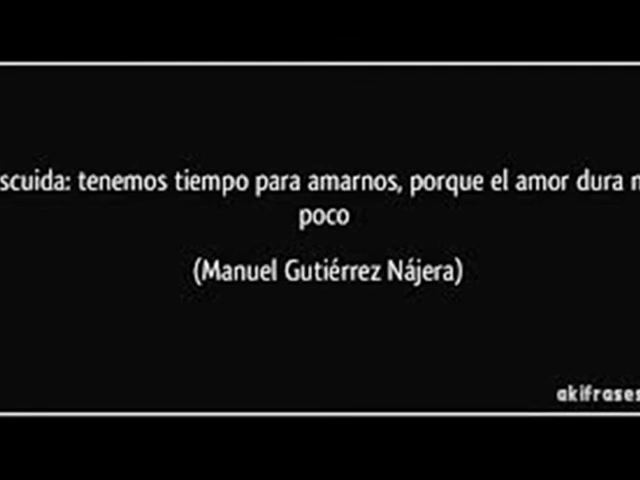 scuida: tenemos tiempo para amarnos, porque el amor dura
poco
(Manuel Gutiérrez Nájera)
akifrases